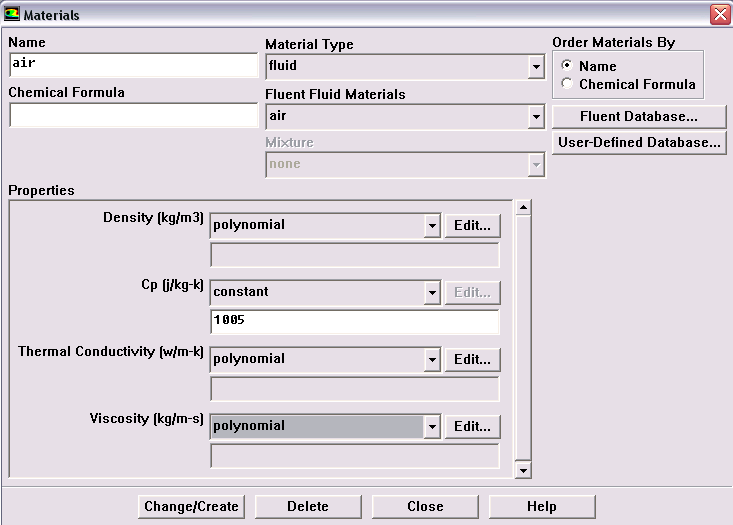 Materials
Name
air
Material Type
fluid
Order Materials By
Name
Chemical Formula
Chemical Formula
Fluent Fluid Materials
air
Fluent Database...
Mixture
none
User-Defined Database...
Properties
Density (kg/m3)
polynomial
Edit...
Cp (j/kg-k)
constant
Edit...
1005
Thermal Conductivity (w/m-k)
polynomial
Edit...
Viscosity (kg/m-s)
polynomial
Edit...
Change/Create
Delete
Close
Help